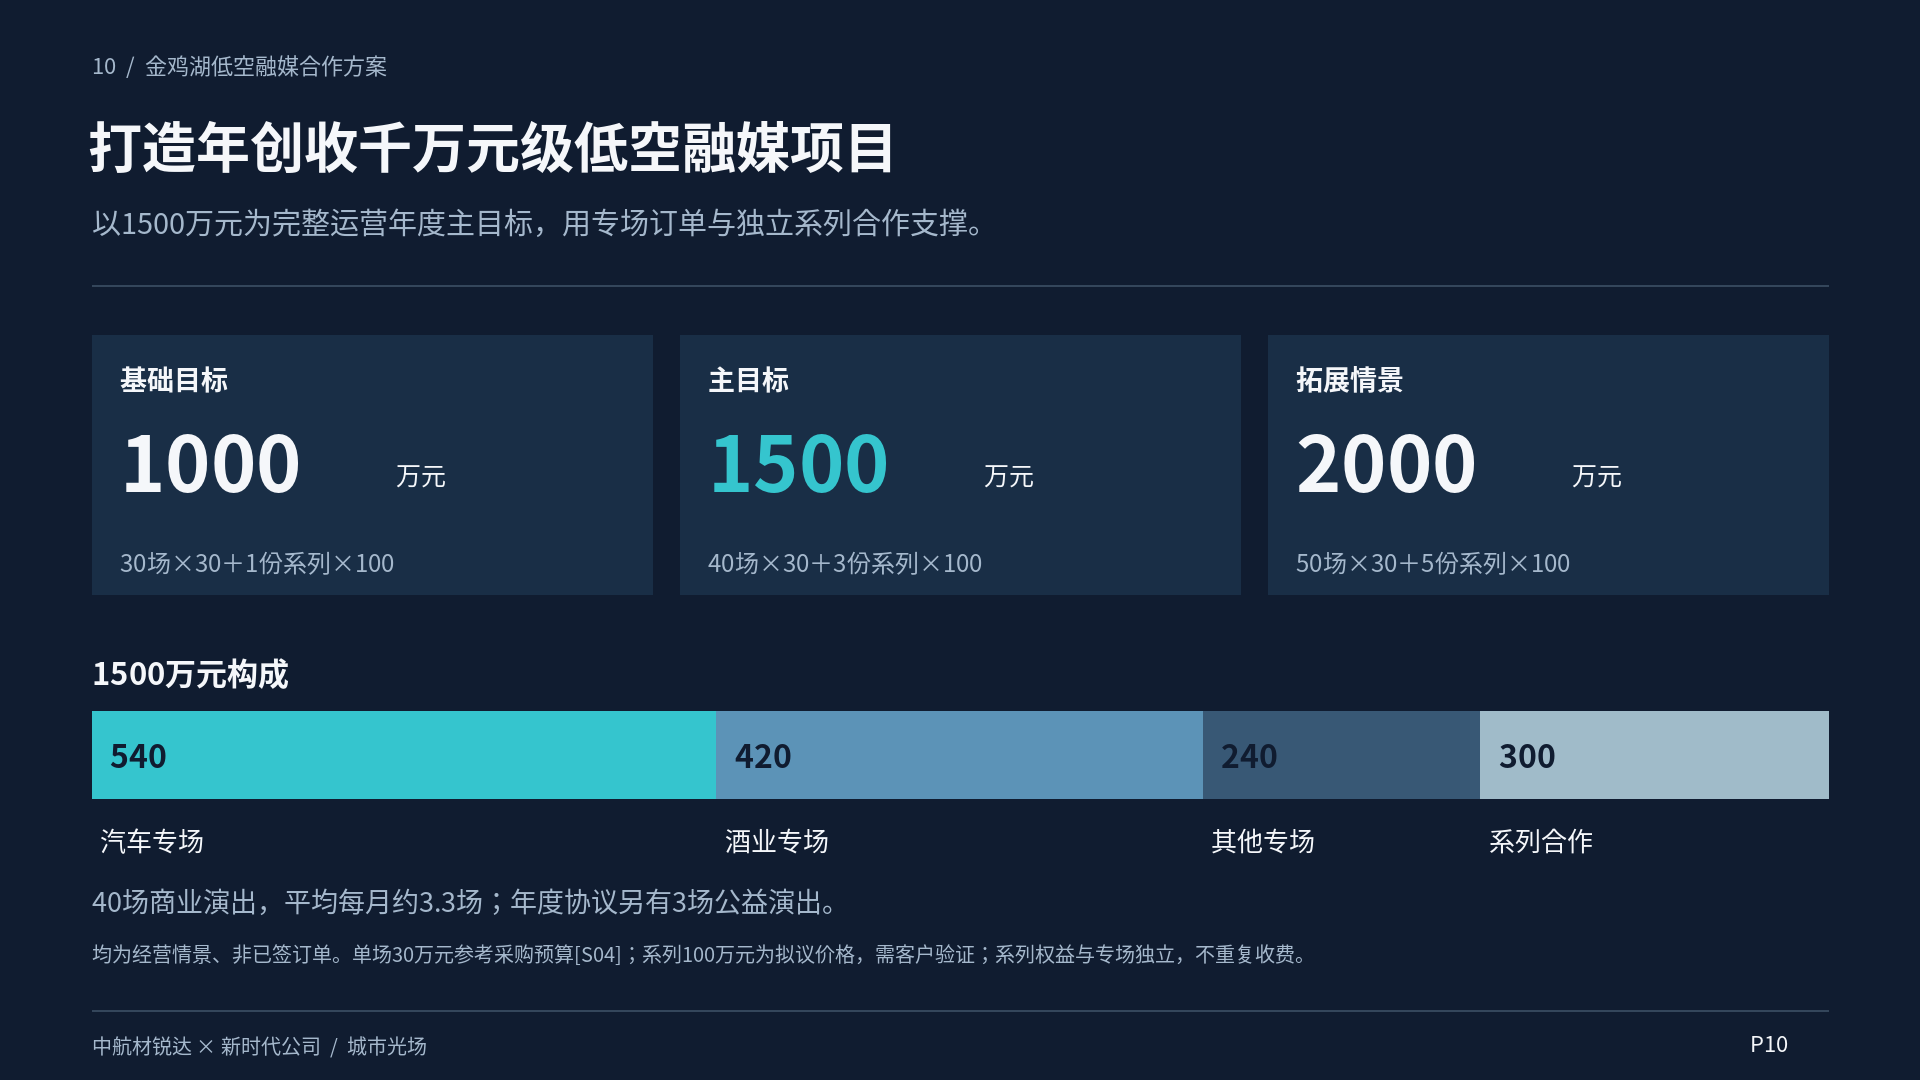 10 / 金鸡湖低空融媒合作方案
打造年创收千万元级低空融媒项目
以1500万元为完整运营年度主目标，用专场订单与独立系列合作支撑。
基础目标
1000 万元
30场×30＋1份系列×100
主目标
1500 万元
40场×30＋3份系列×100
拓展情景
2000 万元
50场×30＋5份系列×100
1500万元构成
540 420 240 300
汽车专场 酒业专场 其他专场 系列合作
40场商业演出，平均每月约3.3场；年度协议另有3场公益演出。
均为经营情景、非已签订单。单场30万元参考采购预算[S04]；系列100万元为拟议价格，需客户验证；系列权益与专场独立，不重复收费。
中航材锐达 × 新时代公司 / 城市光场
P10